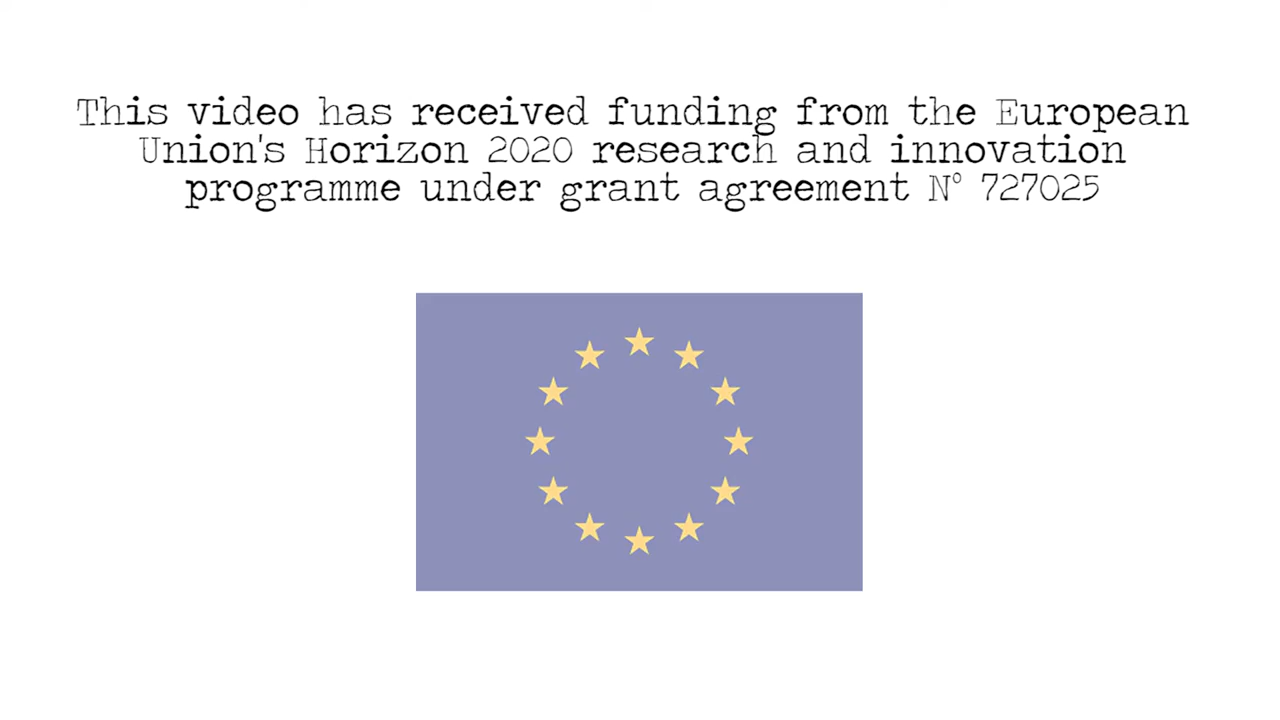 This video has received funding from the European
Union's Horizon 2020 research and innovation
programme under grant agreement N° 727025